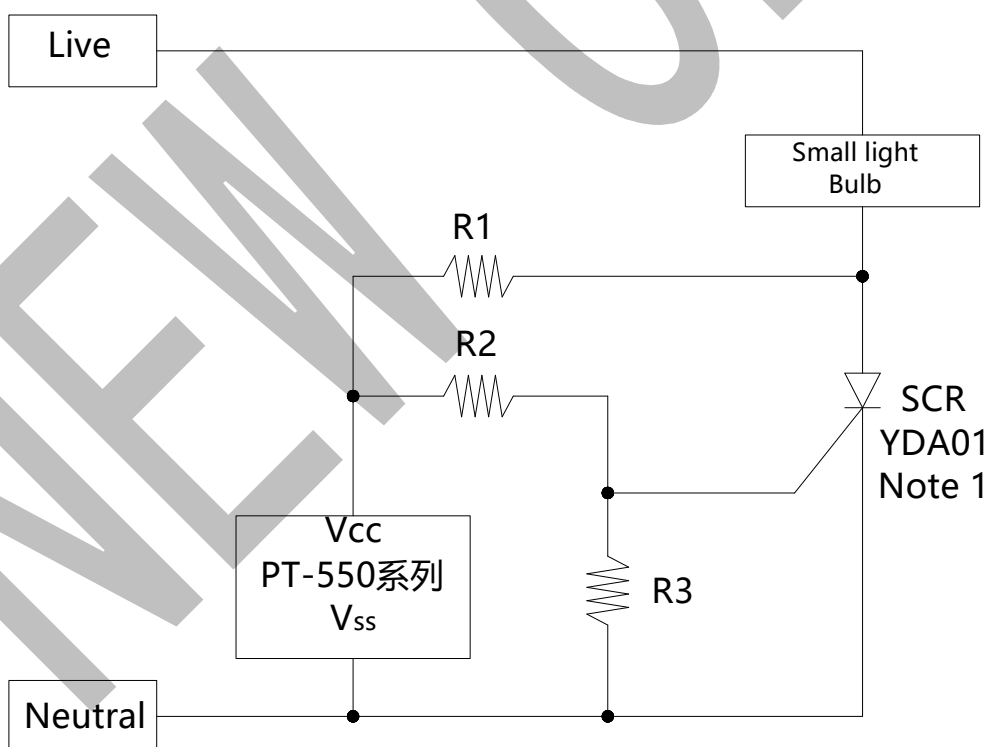 Live
Small light
Bulb
R1
R2
SCR
YDA01
Note 1
Vcc
PT-550系列
Vss
R3
Neutral
NEW